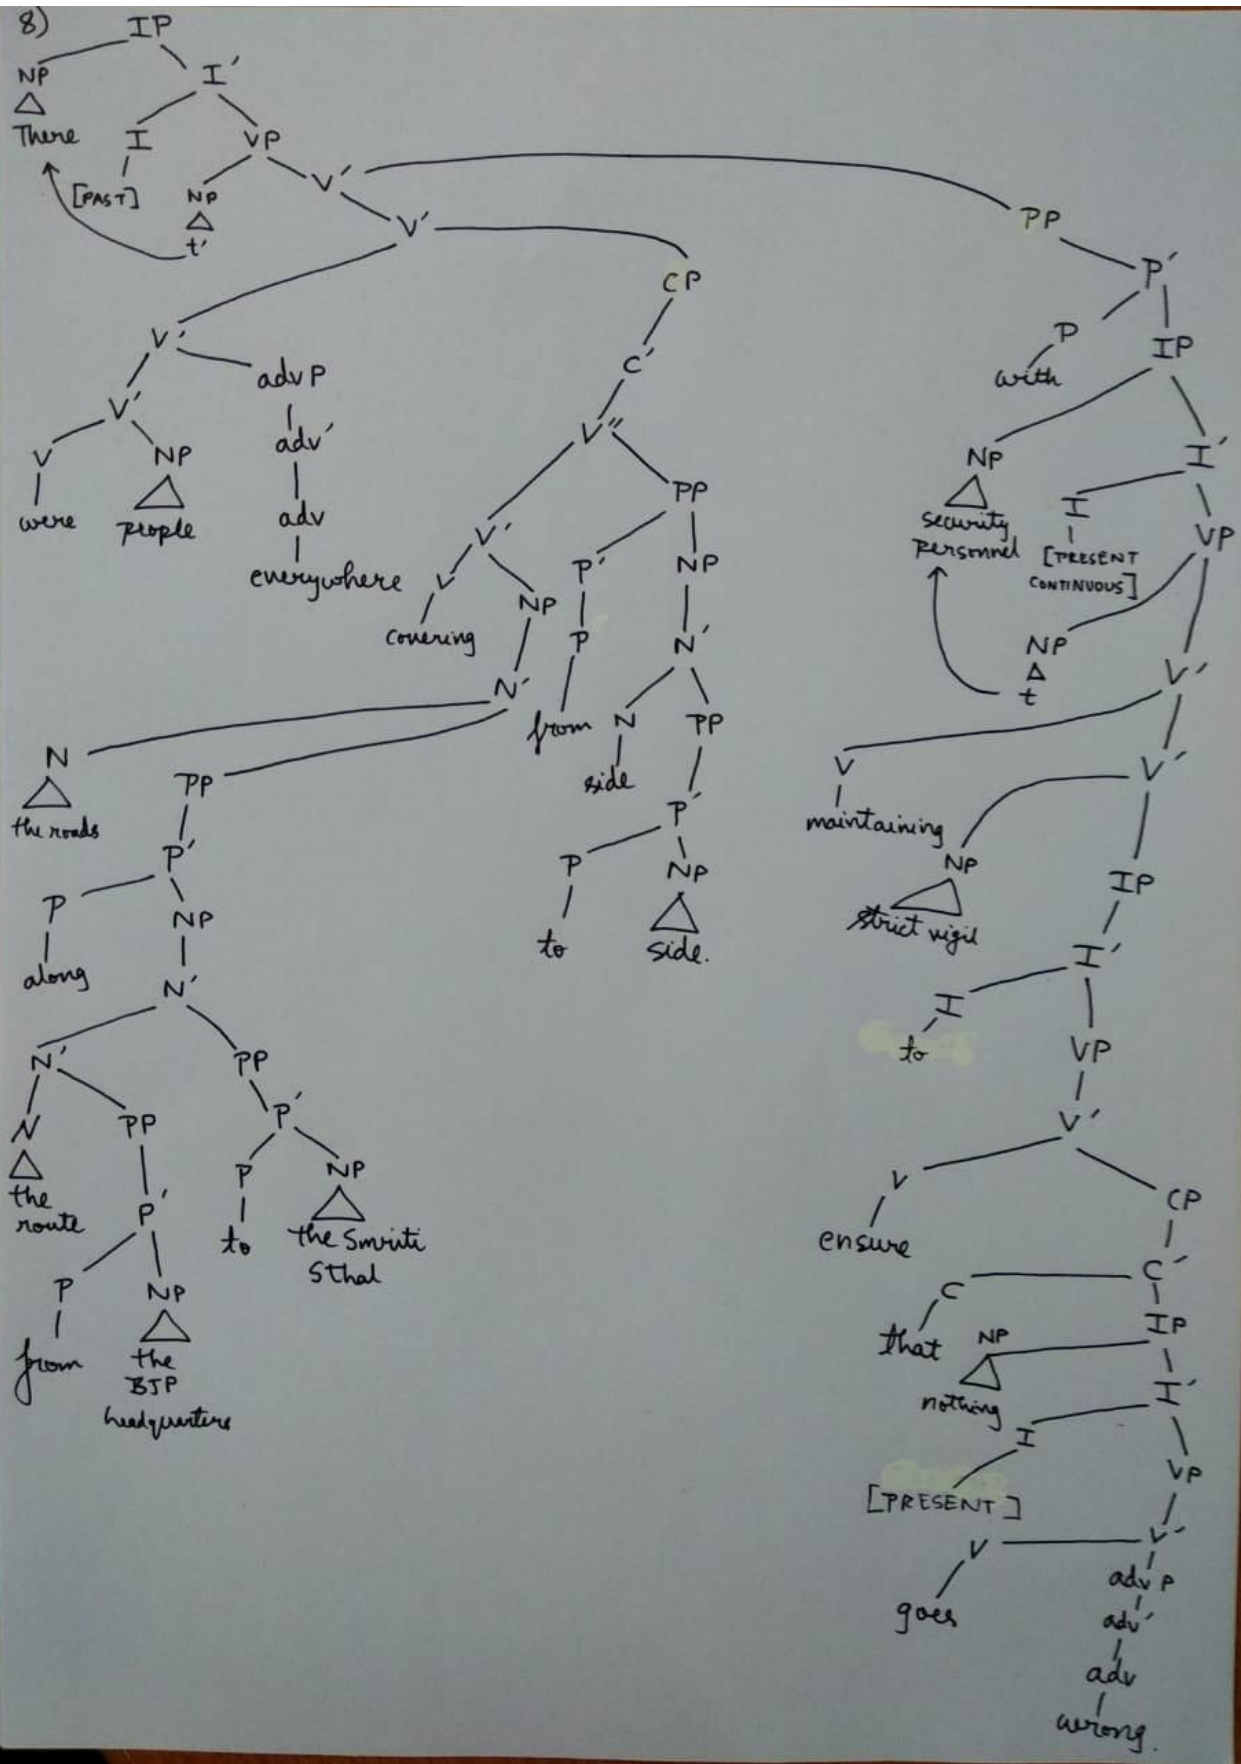 8)
IP
NP I'
There I VP
[PAST] NP V'
t' V' PP
CP P'
V' C' P IP
advP with
V' adv' V'' NP I'
V NP adv PP security I VP
were people everywhere V' P' NP personnel [PRESENT
V NP P N' CONTINUOUS]
covering NP
N' from N PP t V'
N side V V'
the roads PP P' maintaining
P' P NP NP IP
P NP to side. strict vigil
along I'
N' I
N' PP to VP
N PP P' V'
the P NP V CP
route P' to the Smriti ensure
Sthal C'
P NP C IP
from the that NP
BJP nothing I'
headquarters I
VP
[PRESENT]
V V'
goes advP
adv'
adv
wrong.